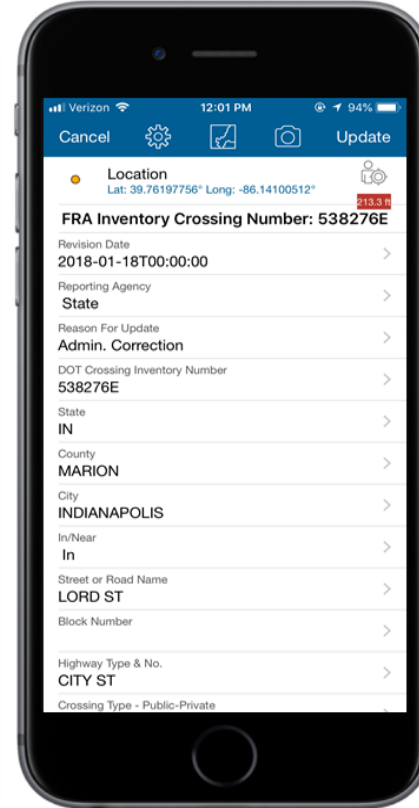 Verizon 12:01 PM 94%
Cancel Update
Location
Lat: 39.76197756° Long: -86.14100512°
213.3 ft
FRA Inventory Crossing Number: 538276E
Revision Date
2018-01-18T00:00:00
Reporting Agency
State
Reason For Update
Admin. Correction
DOT Crossing Inventory Number
538276E
State
IN
County
MARION
City
INDIANAPOLIS
In/Near
In
Street or Road Name
LORD ST
Block Number
Highway Type & No.
CITY ST
Crossing Type - Public-Private